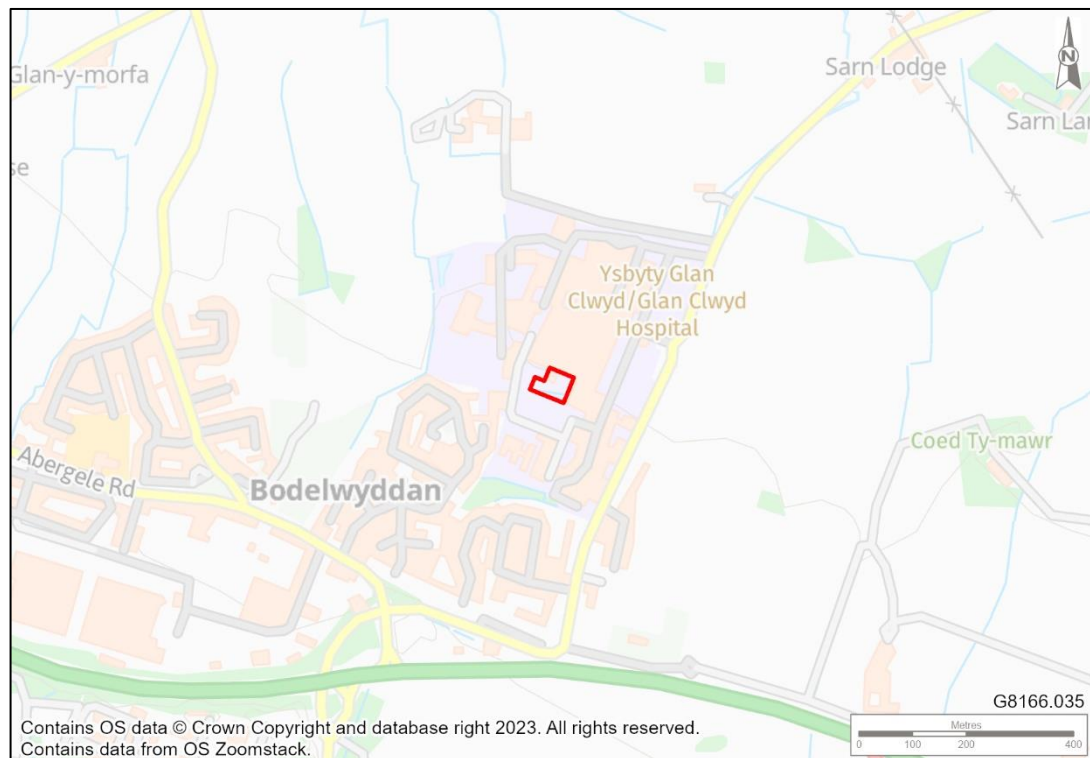 Glan-y-morfa
Sarn Lodge
N
Sarn Lar
se
Ysbyty Glan
Clwyd/Glan Clwyd
Hospital
Coed Ty-mawr
Abergele Rd
Bodelwyddan
G8166.035
Contains OS data © Crown Copyright and database right 2023. All rights reserved.
Contains data from OS Zoomstack.
Metres
0 100 200 400